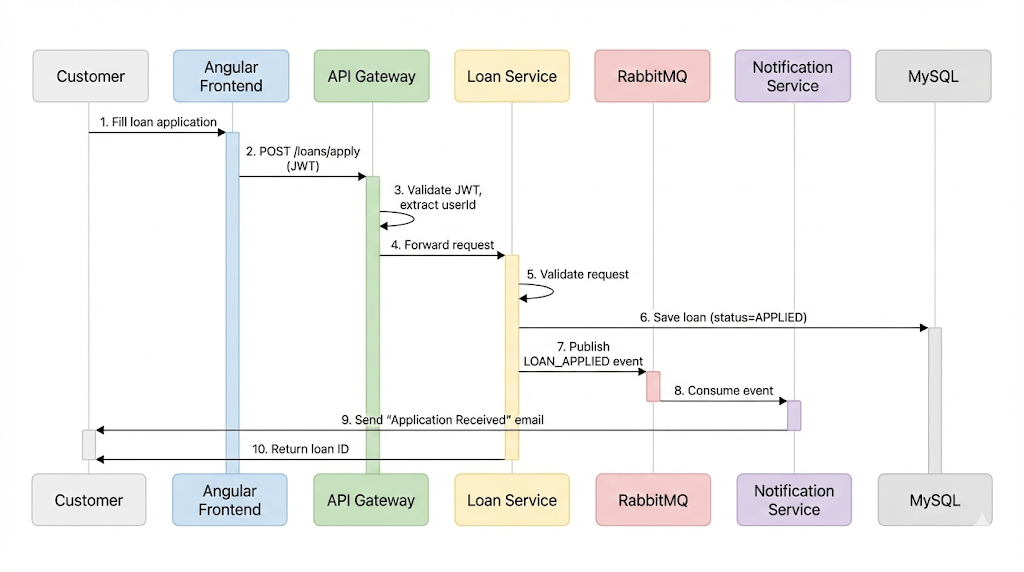 Customer
Angular
Frontend
API Gateway
Loan Service
RabbitMQ
Notification
Service
MySQL
1. Fill loan application
2. POST /loans/apply
(JWT)
3. Validate JWT,
extract userId
4. Forward request
5. Validate request
6. Save loan (status=APPLIED)
7. Publish
LOAN_APPLIED event
8. Consume event
9. Send “Application Received” email
10. Return loan ID
Customer
Angular
Frontend
API Gateway
Loan Service
RabbitMQ
Notification
Service
MySQL